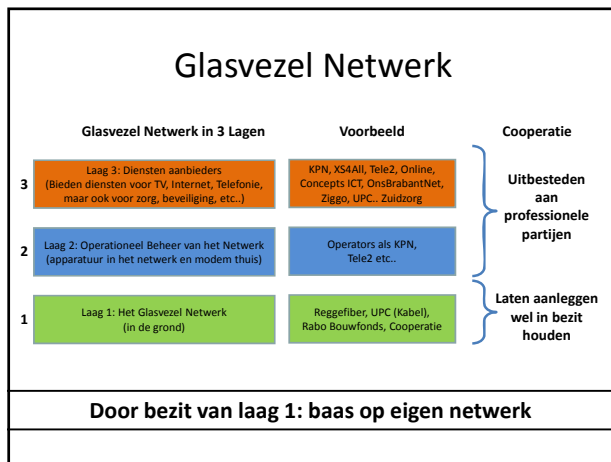 Glasvezel Netwerk
Glasvezel Netwerk in 3 Lagen
Voorbeeld
Cooperatie
3
Laag 3: Diensten aanbieders
(Bieden diensten voor TV, Internet, Telefonie,
maar ook voor zorg, beveiliging, etc..)
KPN, XS4All, Tele2, Online,
Concepts ICT, OnsBrabantNet,
Ziggo, UPC.. Zuidzorg
Uitbesteden
aan
professionele
partijen
2
Laag 2: Operationeel Beheer van het Netwerk
(apparatuur in het netwerk en modem thuis)
Operators als KPN,
Tele2 etc..
1
Laag 1: Het Glasvezel Netwerk
(in de grond)
Reggefiber, UPC (Kabel),
Rabo Bouwfonds, Cooperatie
Laten aanleggen
wel in bezit
houden
Door bezit van laag 1: baas op eigen netwerk